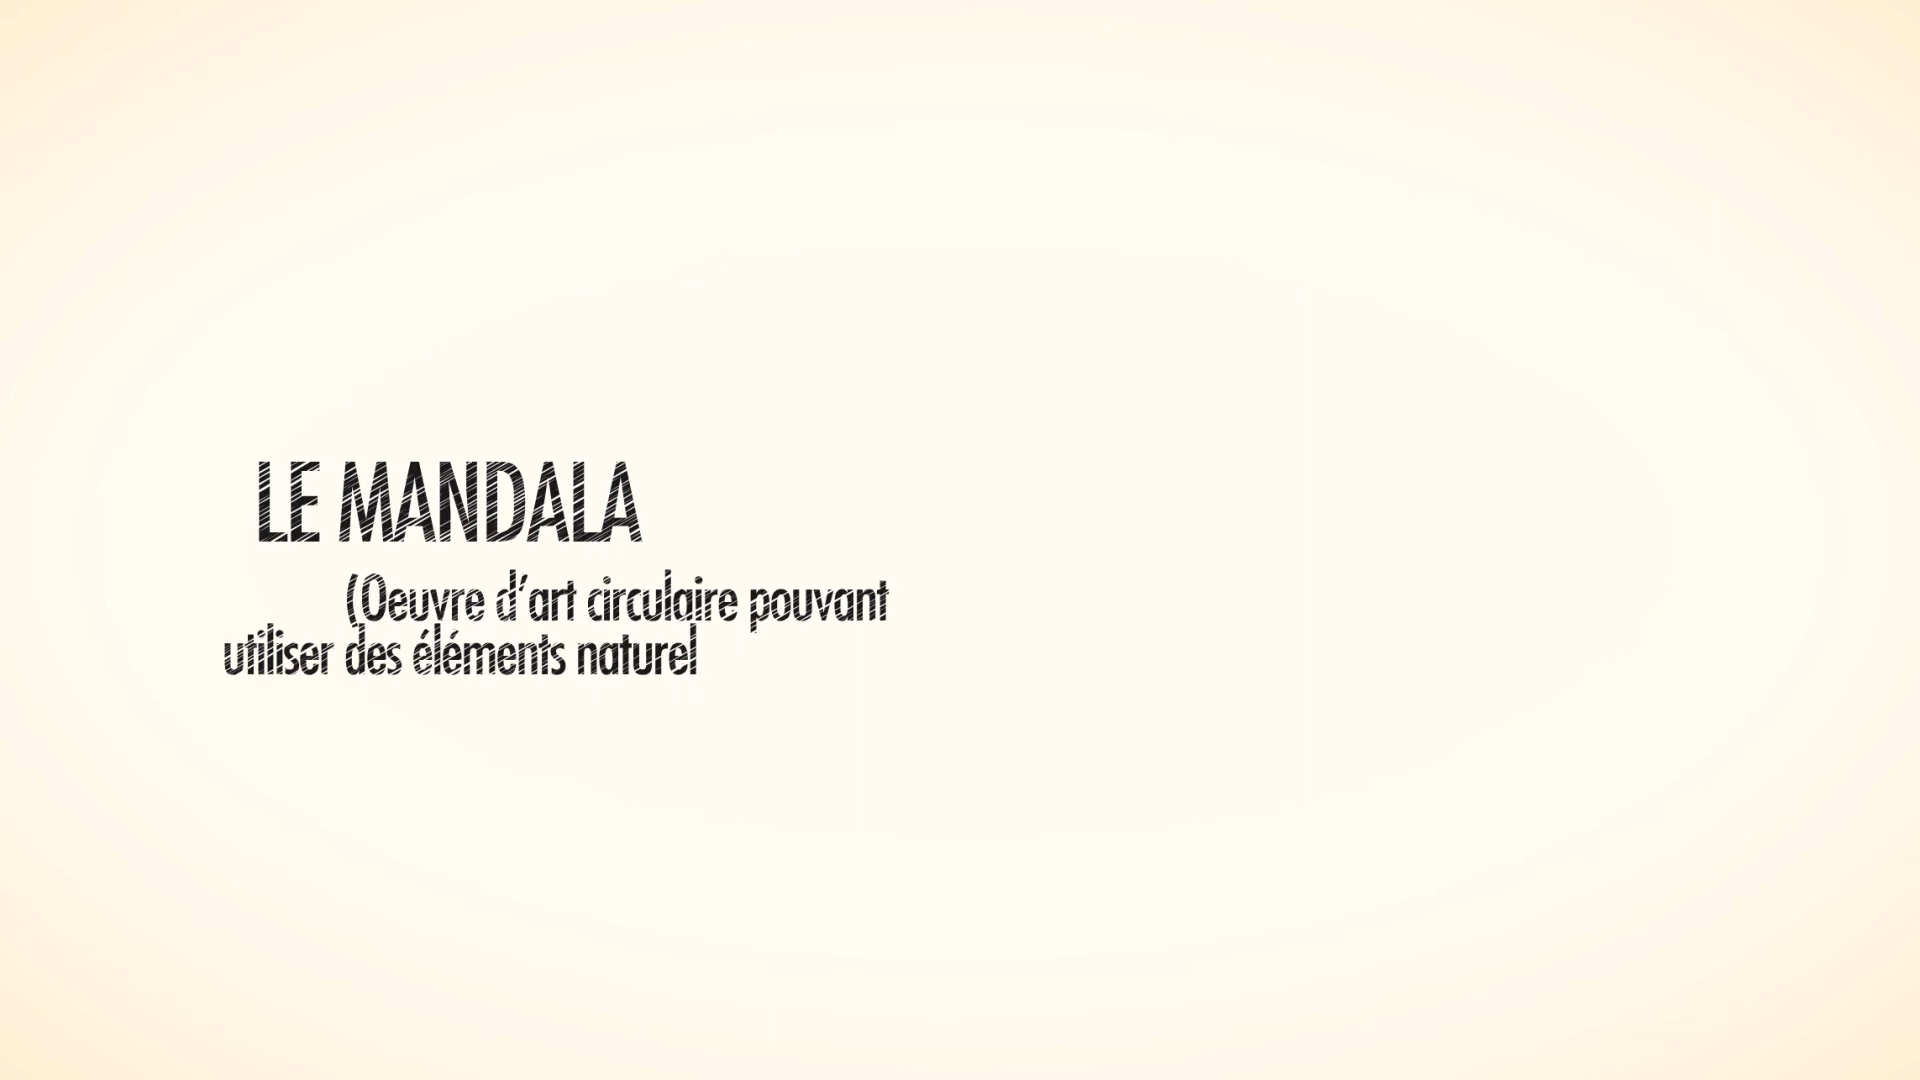 LE MANDALA
(Oeuvre d'art circulaire pouvant
utiliser des éléments naturel